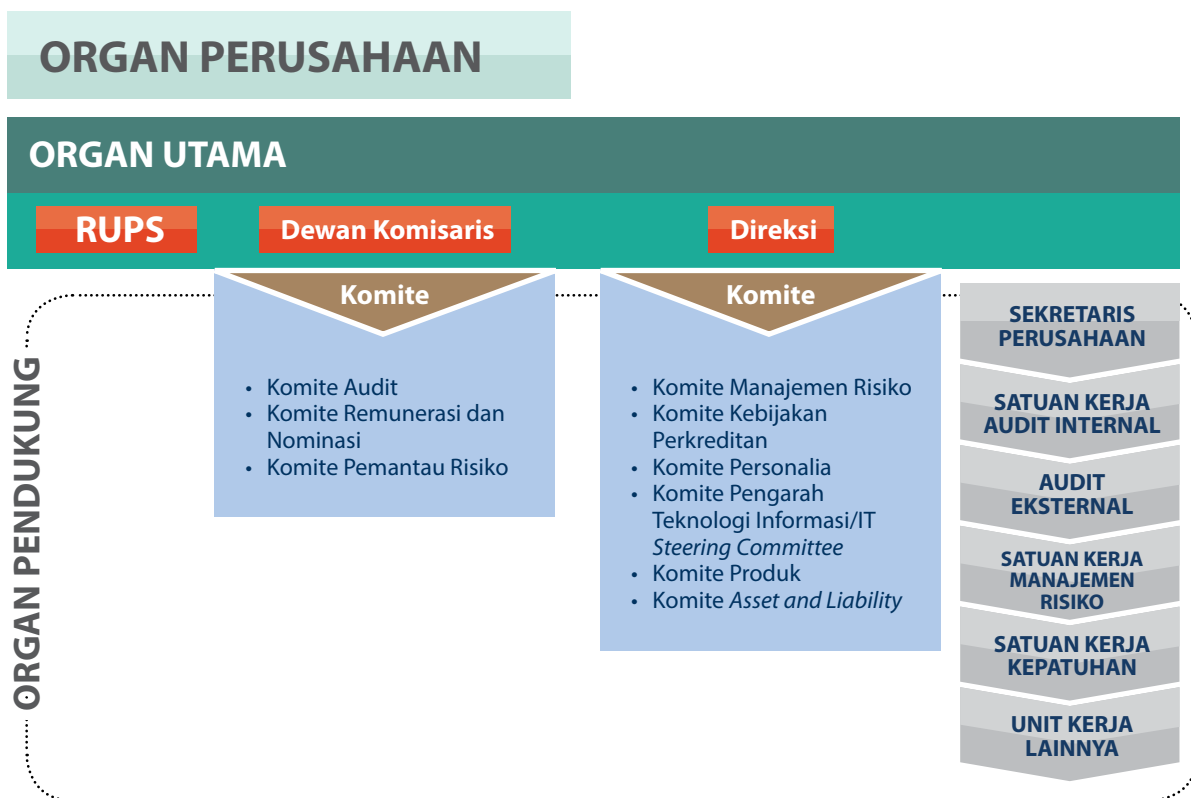 ORGAN PERUSAHAAN
ORGAN UTAMA
RUPS
Dewan Komisaris
Direksi
ORGAN PENDUKUNG
Komite
• Komite Audit
• Komite Remunerasi dan
Nominasi
• Komite Pemantau Risiko
Komite
• Komite Manajemen Risiko
• Komite Kebijakan
Perkreditan
• Komite Personalia
• Komite Pengarah
Teknologi Informasi/IT
Steering Committee
• Komite Produk
• Komite Asset and Liability
SEKRETARIS
PERUSAHAAN
SATUAN KERJA
AUDIT INTERNAL
AUDIT
EKSTERNAL
SATUAN KERJA
MANAJEMEN
RISIKO
SATUAN KERJA
KEPATUHAN
UNIT KERJA
LAINNYA